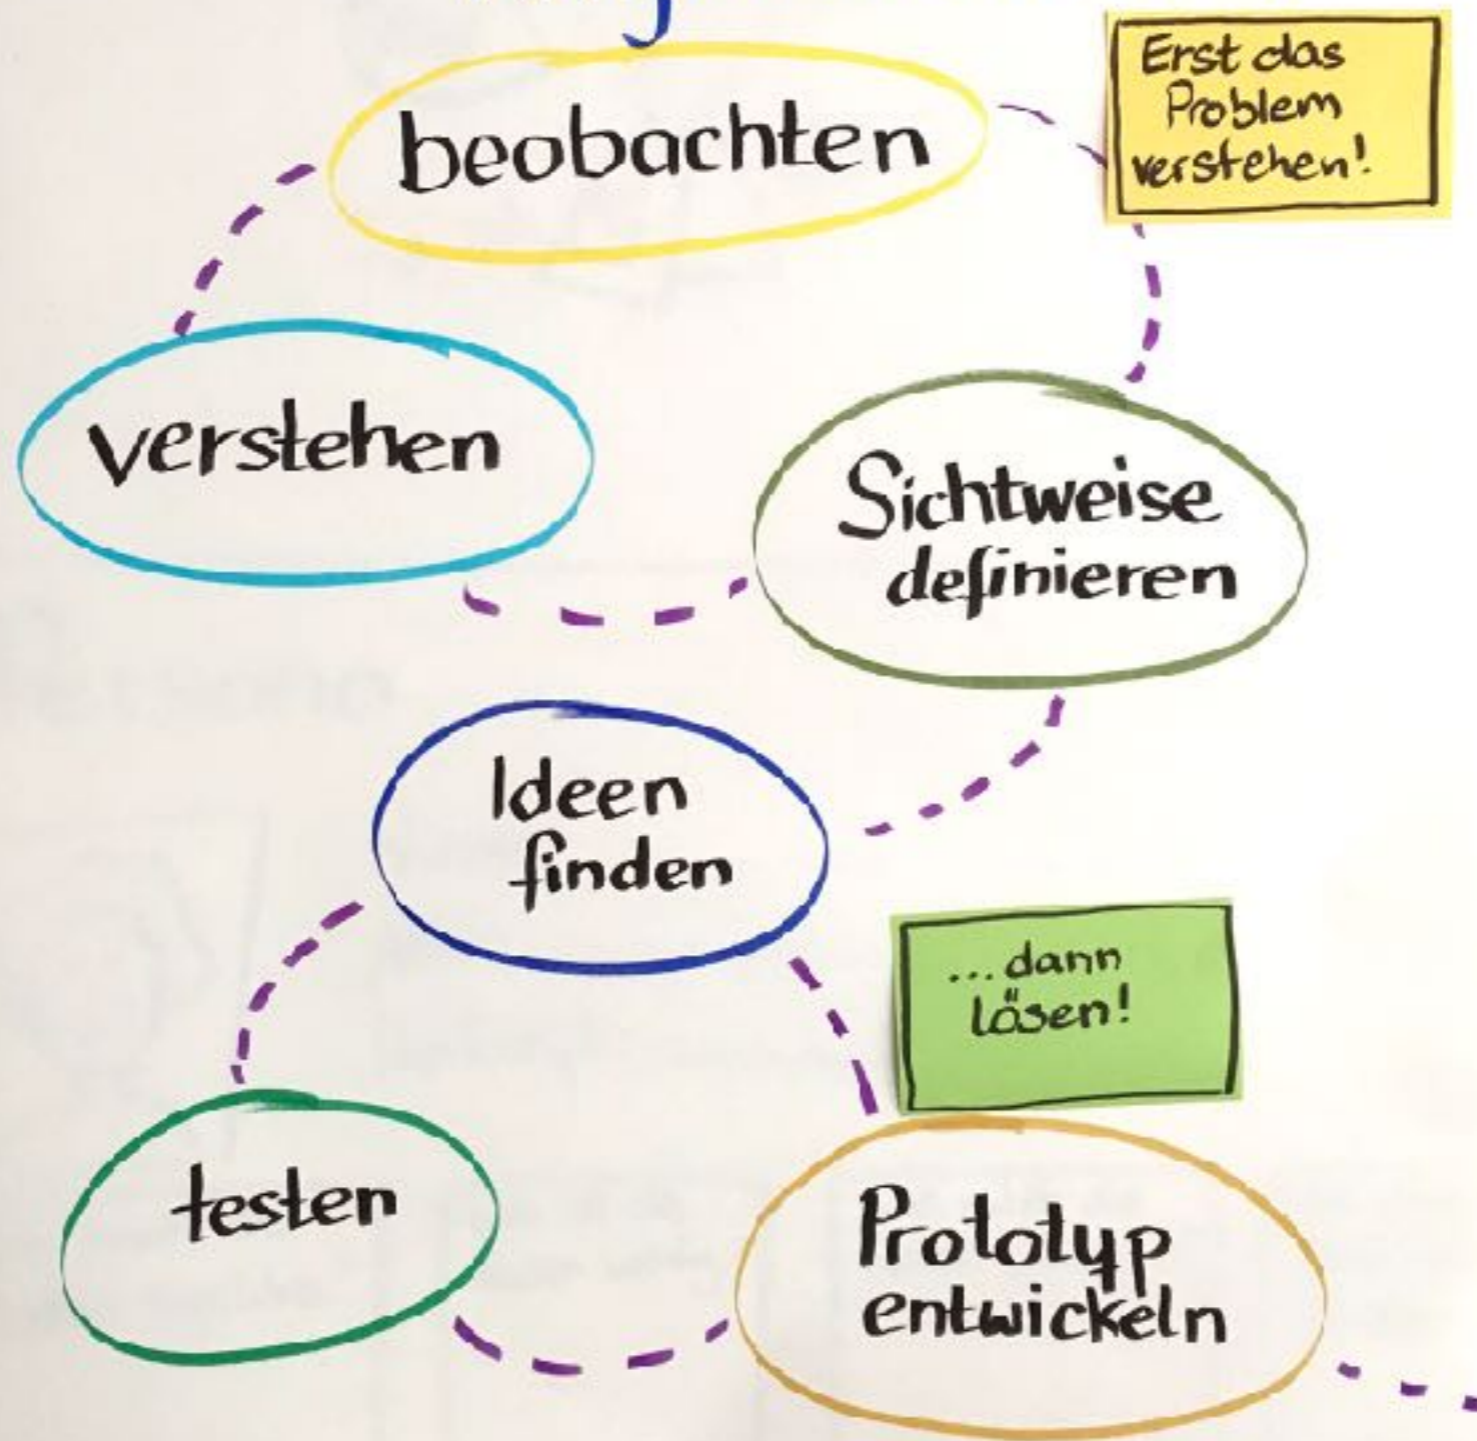 beobachten
Erst das
Problem
verstehen!
verstehen
Sichtweise
definieren
Ideen
finden
...dann
lösen!
testen
Prototyp
entwickeln